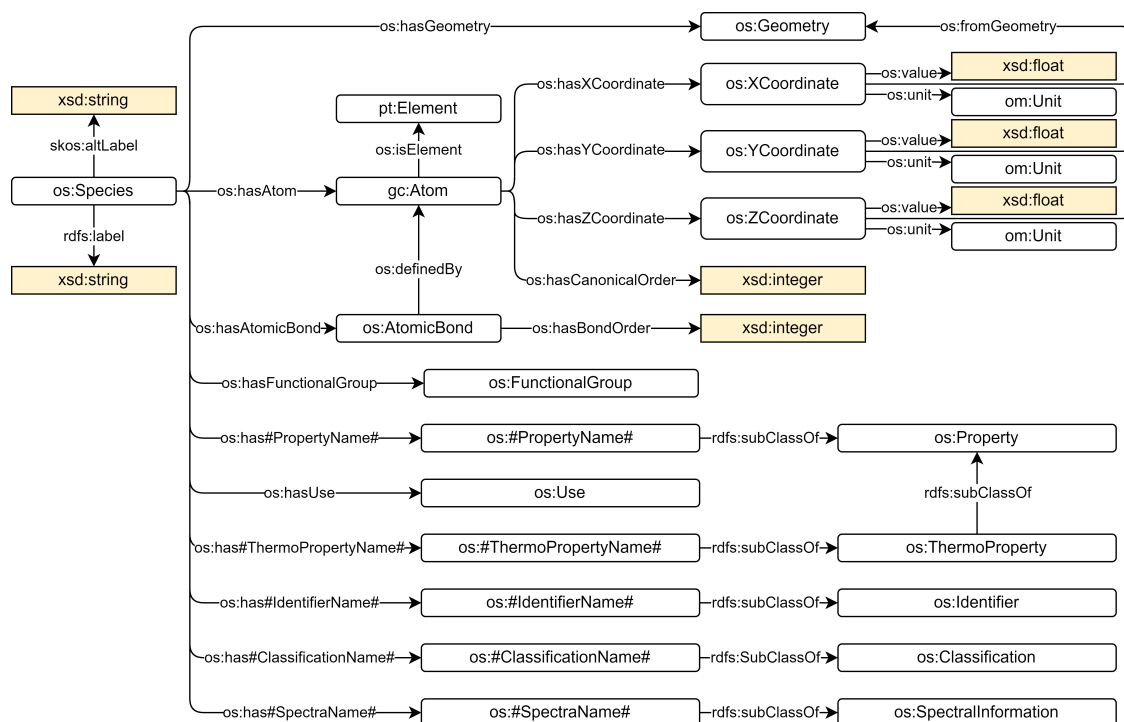 os:hasGeometry
os:Geometry
os:fromGeometry
xsd:string
skos:altLabel
os:Species
rdfs:label
xsd:string
os:hasAtom
pt:Element
os:isElement
gc:Atom
os:definedBy
os:hasXCoordinate
os:XCoordinate
os:value
xsd:float
os:unit
om:Unit
os:hasYCoordinate
os:YCoordinate
os:value
xsd:float
os:unit
om:Unit
os:hasZCoordinate
os:ZCoordinate
os:value
xsd:float
os:unit
om:Unit
os:hasCanonicalOrder
xsd:integer
os:hasAtomicBond
os:AtomicBond
os:hasBondOrder
xsd:integer
os:hasFunctionalGroup
os:FunctionalGroup
os:has#PropertyName#
os:#PropertyName#
rdfs:subClassOf
os:Property
rdfs:subClassOf
os:hasUse
os:Use
os:has#ThermoPropertyName#
os:#ThermoPropertyName#
rdfs:subClassOf
os:ThermoProperty
os:has#IdentifierName#
os:#IdentifierName#
rdfs:subClassOf
os:Identifier
os:has#ClassificationName#
os:#ClassificationName#
rdfs:SubClassOf
os:Classification
os:has#SpectraName#
os:#SpectraName#
rdfs:subClassOf
os:SpectralInformation